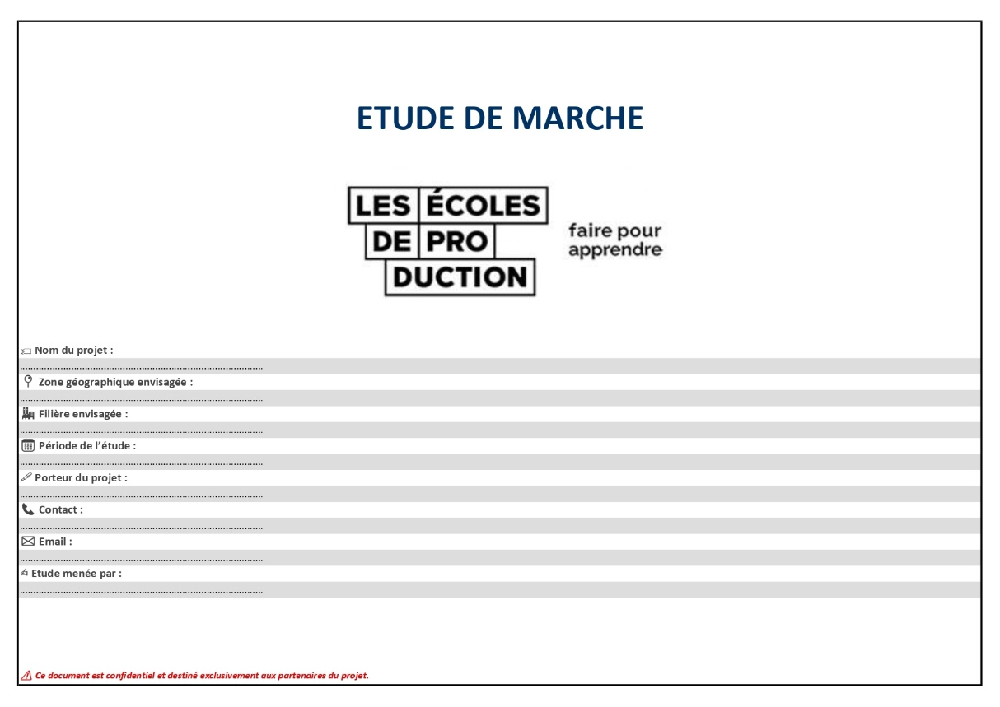 ETUDE DE MARCHE
LES ÉCOLES
DE PRO
DUCTION
faire pour
apprendre
Nom du projet :
..........................................................................................
Zone géographique envisagée :
..........................................................................................
Filière envisagée :
..........................................................................................
Période de l’étude :
..........................................................................................
Porteur du projet :
..........................................................................................
Contact :
..........................................................................................
Email :
..........................................................................................
Etude menée par :
..........................................................................................
Ce document est confidentiel et destiné exclusivement aux partenaires du projet.